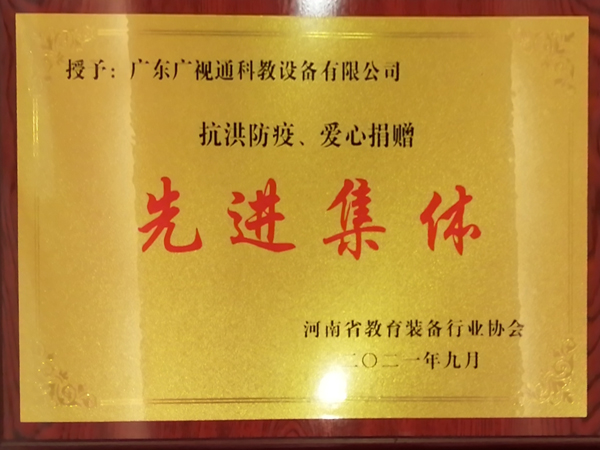 授予：广东广视通科教设备有限公司
抗洪防疫、爱心捐赠
先进集体
河南省教育装备行业协会
二〇二一年九月